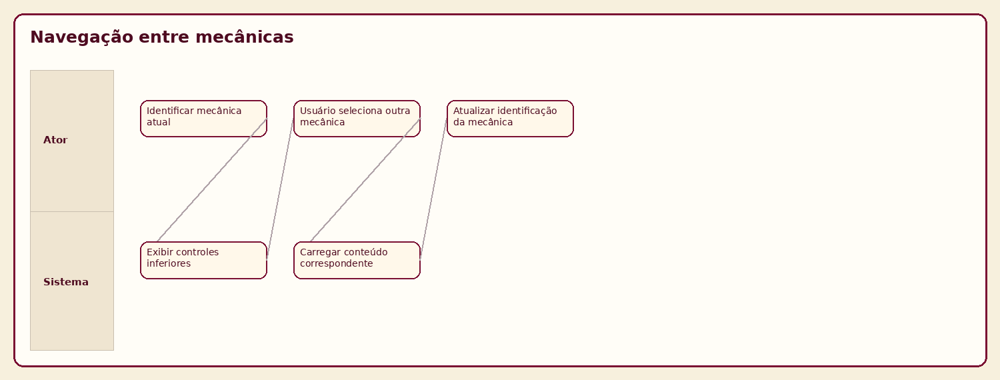 Navegação entre mecânicas
Ator
Identificar mecânica
atual
Usuário seleciona outra
mecânica
Atualizar identificação
da mecânica
Sistema
Exibir controles
inferiores
Carregar conteúdo
correspondente